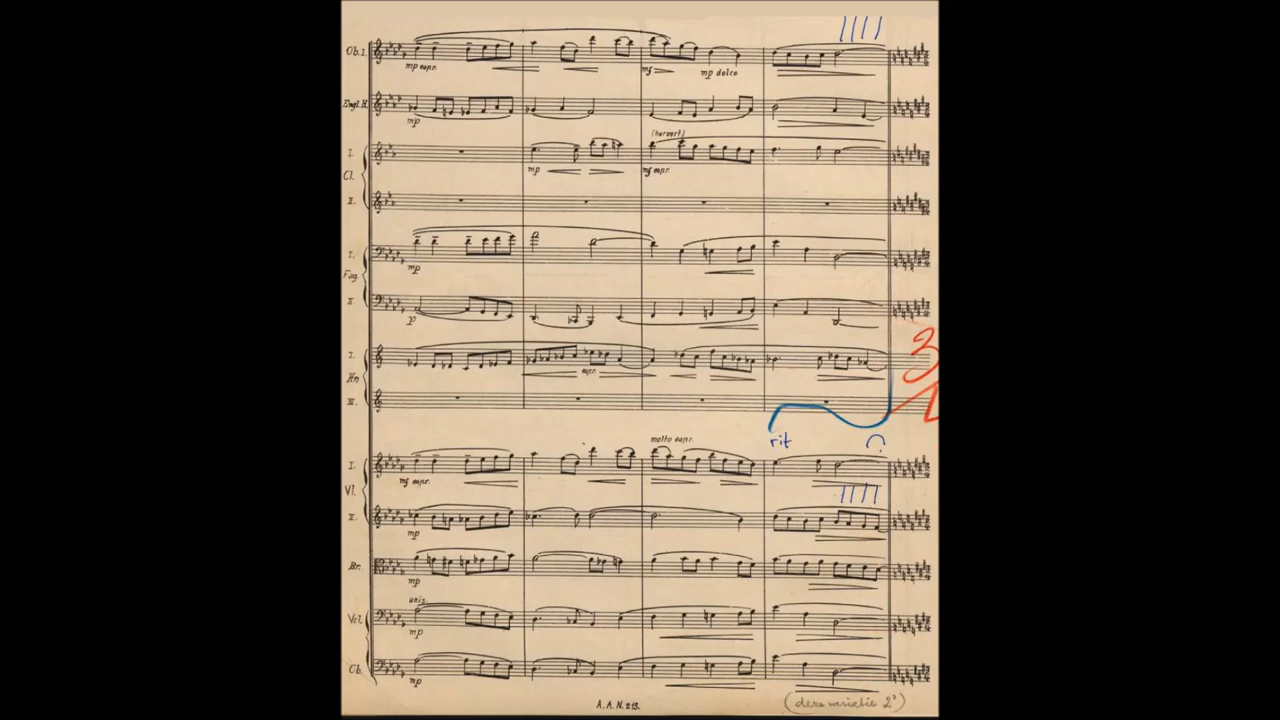 Ob.I.
mp espr.
mf
mp dolce
Engl.H.
mp
I.
(hervort.)
mp
mf espr.
Cl.
II.
I.
mp
Fag.
II
p
I.
espr.
Hn
III.
rit
molto espr.
I.
mf espr.
Vl.
II.
mp
Br.
mp
unis.
Vcl.
mp
Cb.
mp
A.A.N. 213.